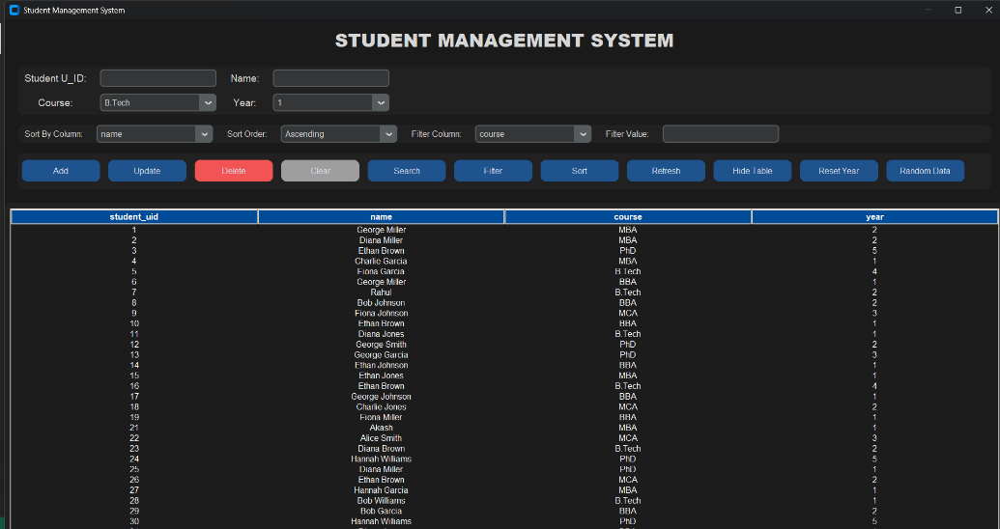 Student Management System
STUDENT MANAGEMENT SYSTEM
Student U_ID: Name:
Course: B.Tech Year: 1
Sort By Column: name Sort Order: Ascending Filter Column: course Filter Value:
Add Update Delete Clear Search Filter Sort Refresh Hide Table Reset Year Random Data
student_uid name course year
1 George Miller MBA 2
2 Diana Miller MBA 2
3 Ethan Brown PhD 5
4 Charlie Garcia MBA 1
5 Fiona Garcia B.Tech 4
6 George Miller BBA 1
7 Rahul B.Tech 2
8 Bob Johnson BBA 2
9 Fiona Johnson MCA 3
10 Ethan Brown BBA 1
11 Diana Jones B.Tech 1
12 George Smith PhD 2
13 George Garcia PhD 3
14 Ethan Johnson BBA 1
15 Ethan Jones MBA 1
16 Ethan Brown B.Tech 4
17 George Johnson BBA 1
18 Charlie Jones MCA 2
19 Fiona Miller BBA 1
21 Akash MBA 1
22 Alice Smith MCA 3
23 Diana Brown B.Tech 2
24 Hannah Williams PhD 5
25 Diana Miller PhD 1
26 Ethan Brown MCA 2
27 Hannah Garcia MBA 1
28 Bob Williams B.Tech 1
29 Bob Garcia BBA 2
30 Hannah Williams PhD 5